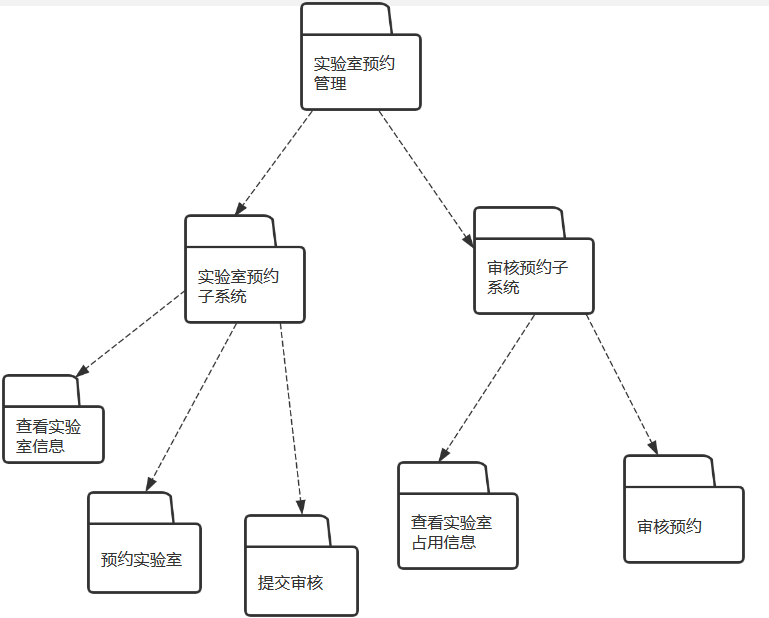 实验室预约
管理
实验室预约
子系统
审核预约子
系统
查看实验
室信息
预约实验室
提交审核
查看实验室
占用信息
审核预约